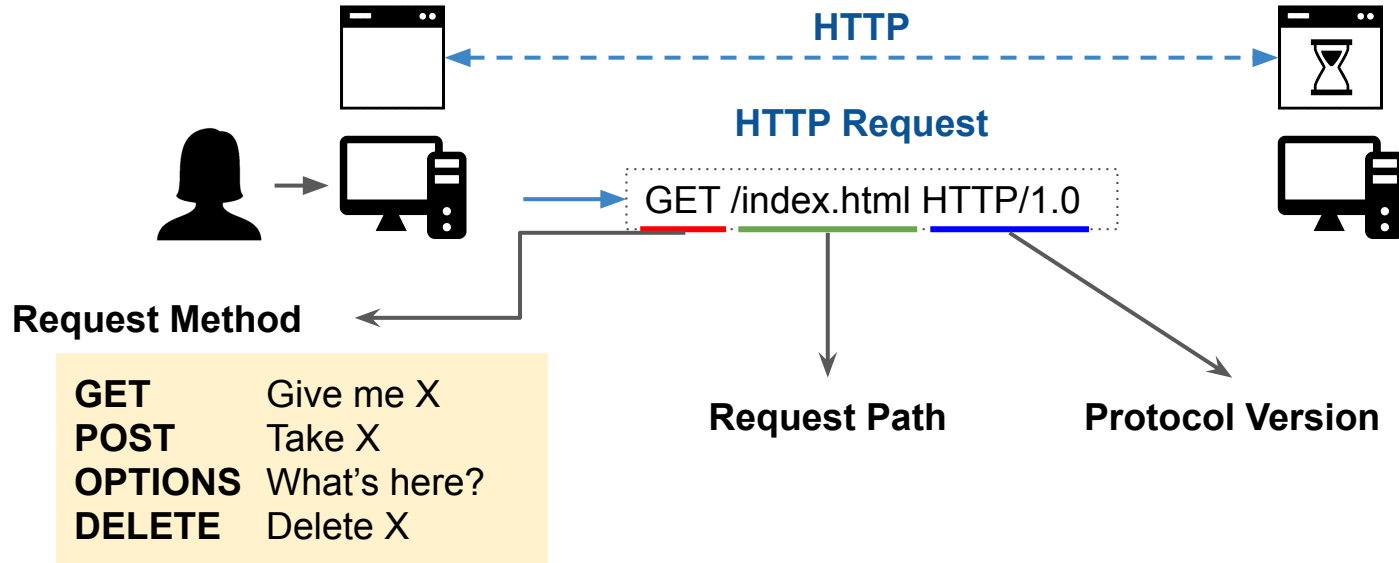 HTTP
HTTP Request
GET /index.html HTTP/1.0
Request Method
GET Give me X
POST Take X
OPTIONS What's here?
DELETE Delete X
Request Path
Protocol Version